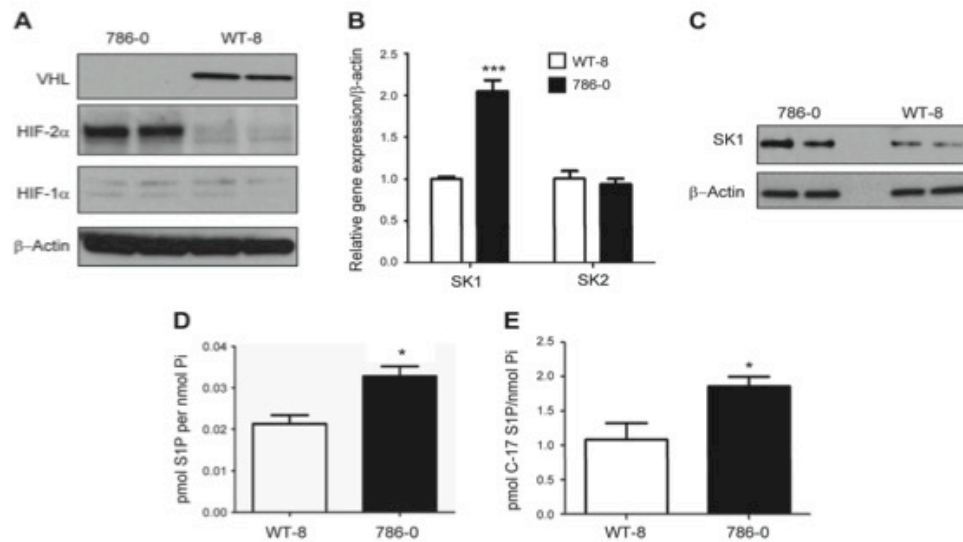 A
786-0 WT-8
VHL
HIF-2α
HIF-1α
β-Actin
B
Relative gene expression/β-actin
2.5
2.0
1.5
1.0
0.5
0.0
***
WT-8
786-0
SK1 SK2
C
786-0 WT-8
SK1
β-Actin
D
pmol S1P per nmol Pi
0.04
0.03
0.02
0.01
0.00
*
WT-8 786-0
E
pmol C-17 S1P/nmol Pi
2.5
2.0
1.5
1.0
0.5
0.0
*
WT-8 786-0